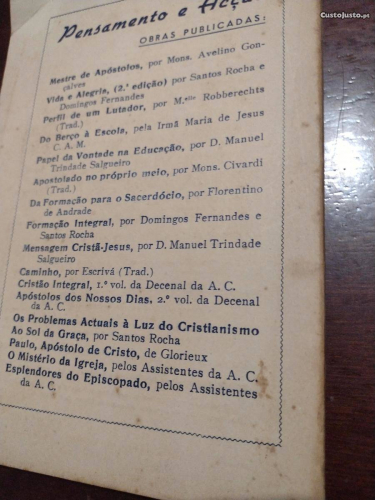 CustoJusto.pt
Pensamento e Acção
OBRAS PUBLICADAS:
Mestre de Apóstolos, por Mons. Avelino Gon-
çalves
Vida e Alegria, (2.ª edição) por Santos Rocha e
Domingos Fernandes
Perfil de um Lutador, por M.elle Robberechts
(Trad.)
Do Berço à Escola, pela Irmã Maria de Jesus
C. A. M.
Papel da Vontade na Educação, por D. Manuel
Trindade Salgueiro
Apostolado no próprio meio, por Mons. Civardi
(Trad.)
Da Formação para o Sacerdócio, por Florentino
de Andrade
Formação Integral, por Domingos Fernandes e
Santos Rocha
Mensagem Cristã-Jesus, por D. Manuel Trindade
Salgueiro
Caminho, por Escrivá (Trad.)
Cristão Integral, 1.º vol. da Decenal da A. C.
Apóstolos dos Nossos Dias, 2.º vol. da Decenal
da A. C.
Os Problemas Actuais à Luz do Cristianismo
Ao Sol da Graça, por Santos Rocha
Paulo, Apóstolo de Cristo, de Glorieux
O Mistério da Igreja, pelos Assistentes da A. C.
Esplendores do Episcopado, pelos Assistentes
da A. C.